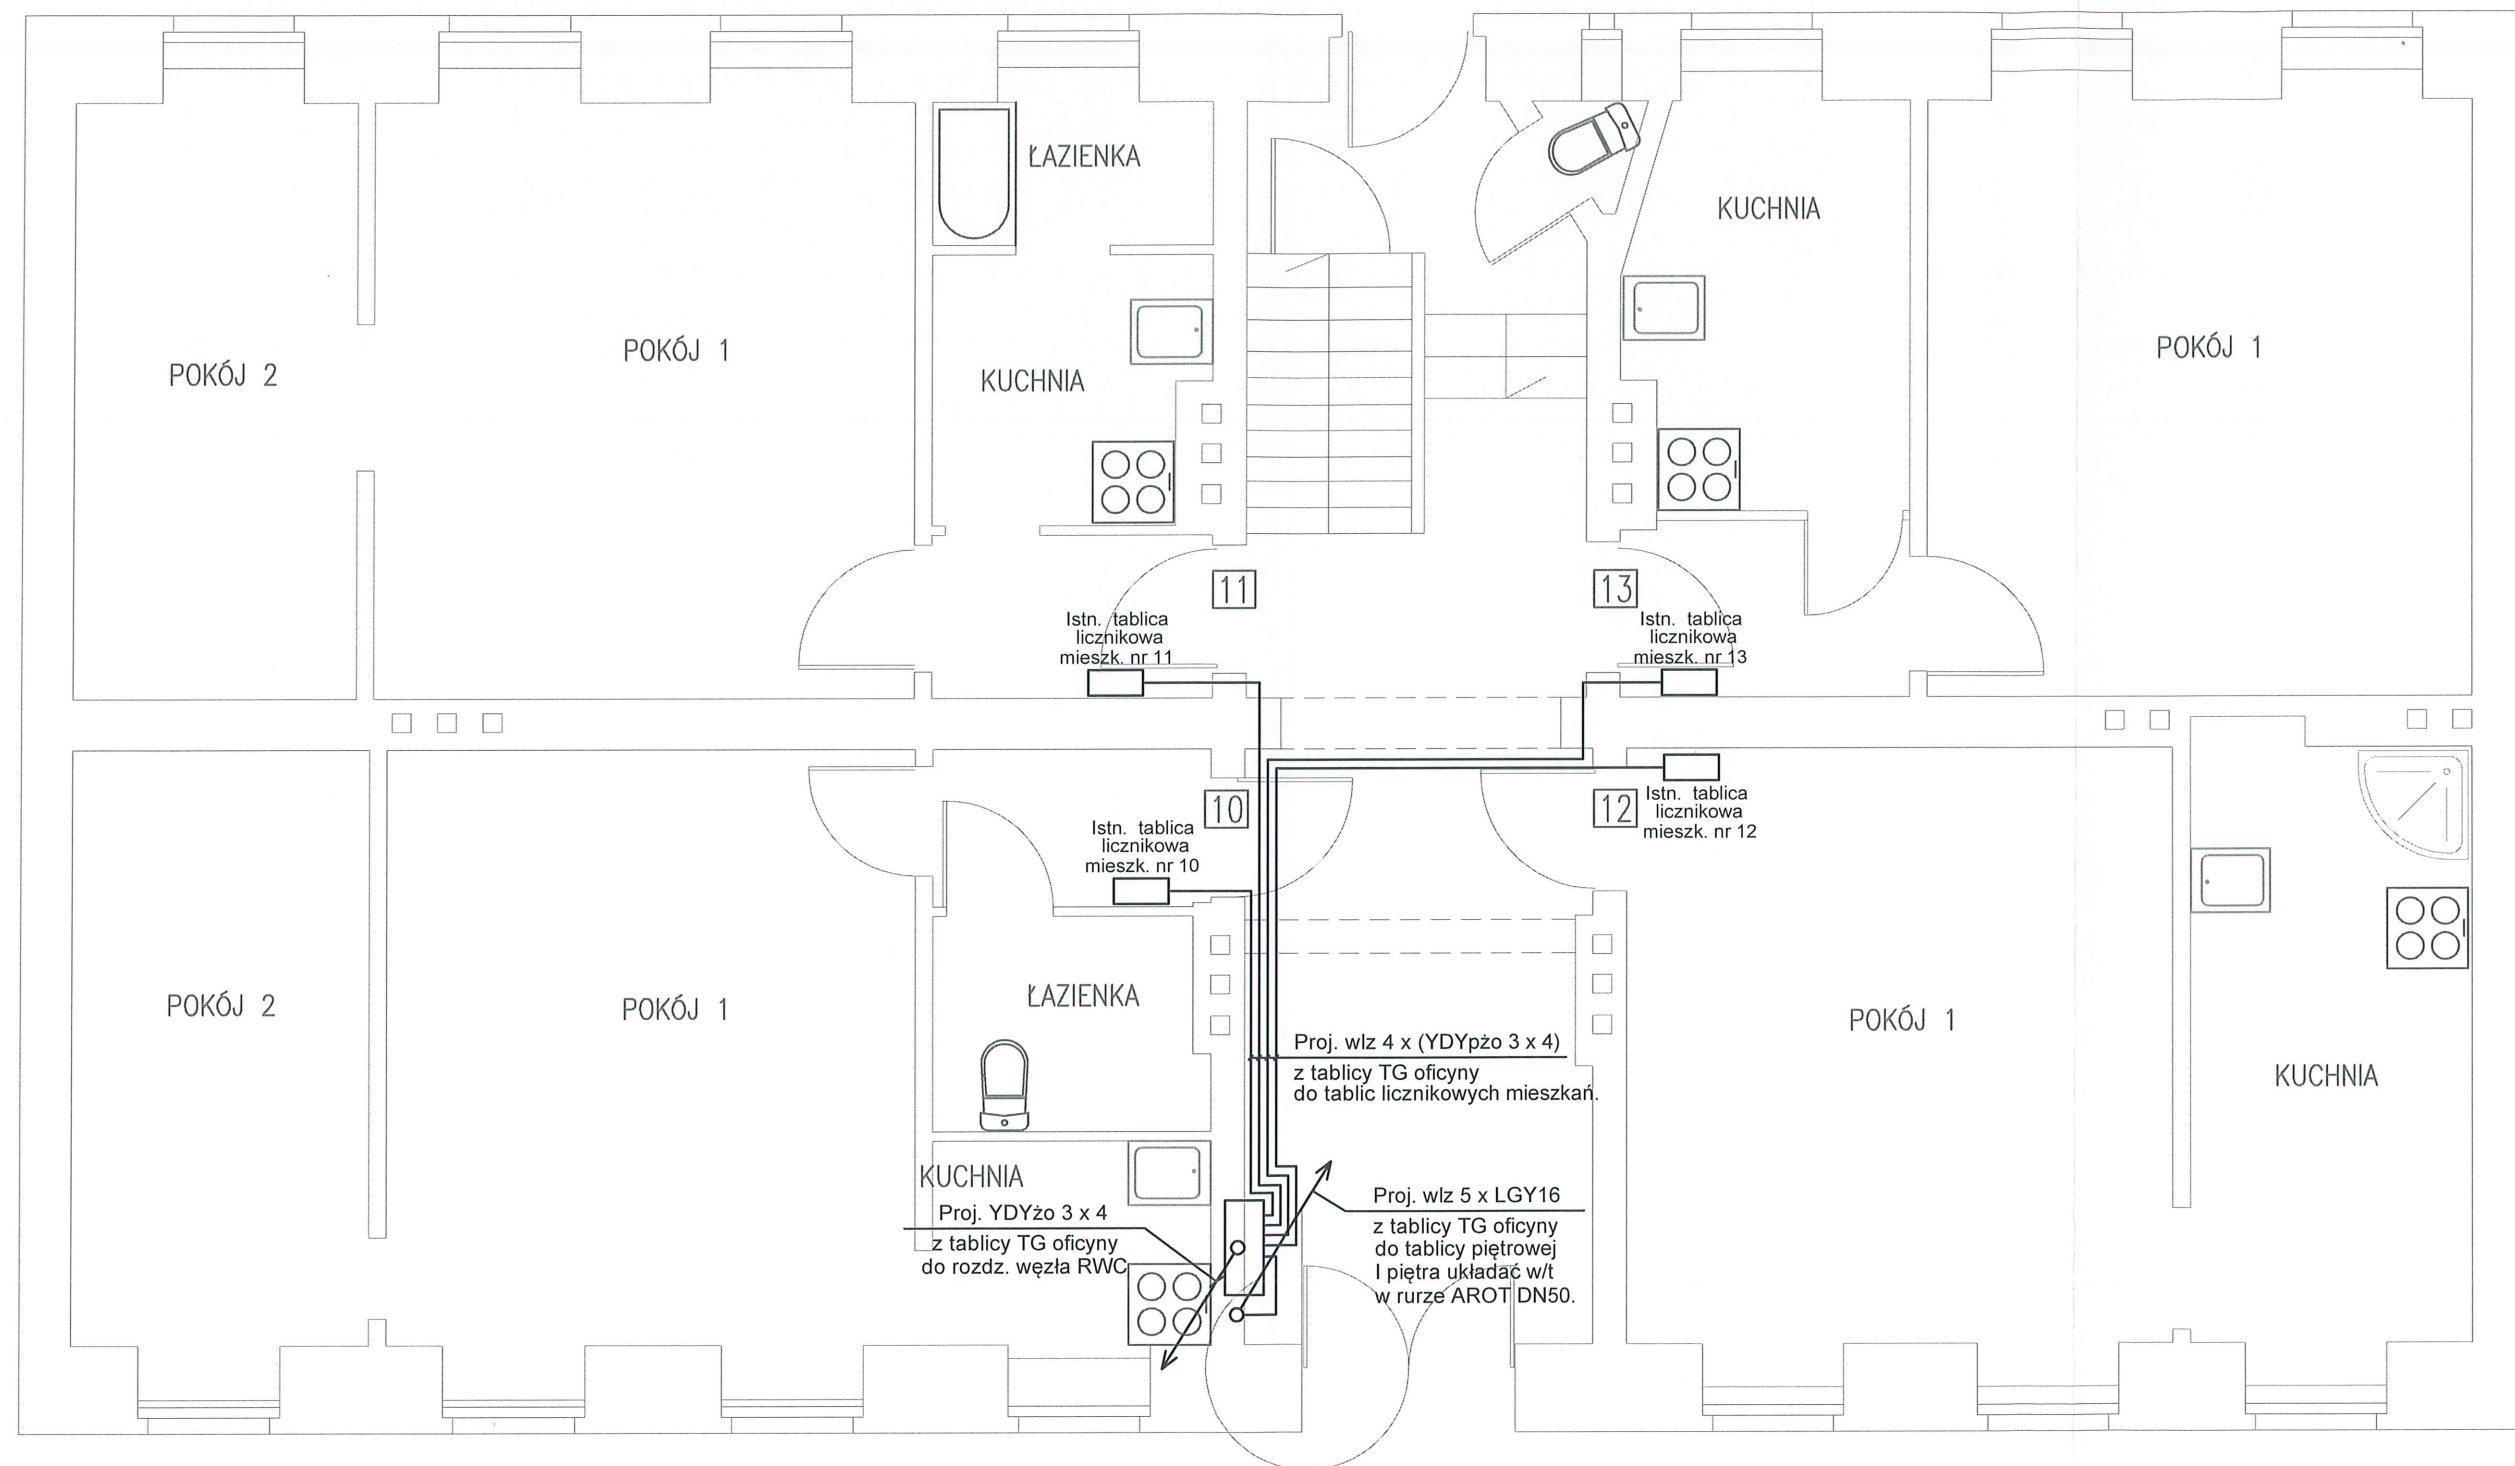 ŁAZIENKA
KUCHNIA
POKÓJ 2
POKÓJ 1
KUCHNIA
POKÓJ 1
11
13
Istn. tablica
licznikowa
mieszk. nr 11
Istn. tablica
licznikowa
mieszk. nr 13
10
12
Istn. tablica
licznikowa
mieszk. nr 12
Istn. tablica
licznikowa
mieszk. nr 10
POKÓJ 2
POKÓJ 1
ŁAZIENKA
POKÓJ 1
KUCHNIA
Proj. wlz 4 x (YDYpżo 3 x 4)
z tablicy TG oficyny
do tablic licznikowych mieszkań.
KUCHNIA
Proj. YDYżo 3 x 4
z tablicy TG oficyny
do rozdz. węzła RWC
Proj. wlz 5 x LGY16
z tablicy TG oficyny
do tablicy piętrowej
I piętra układać w/t
w rurze AROT DN50.